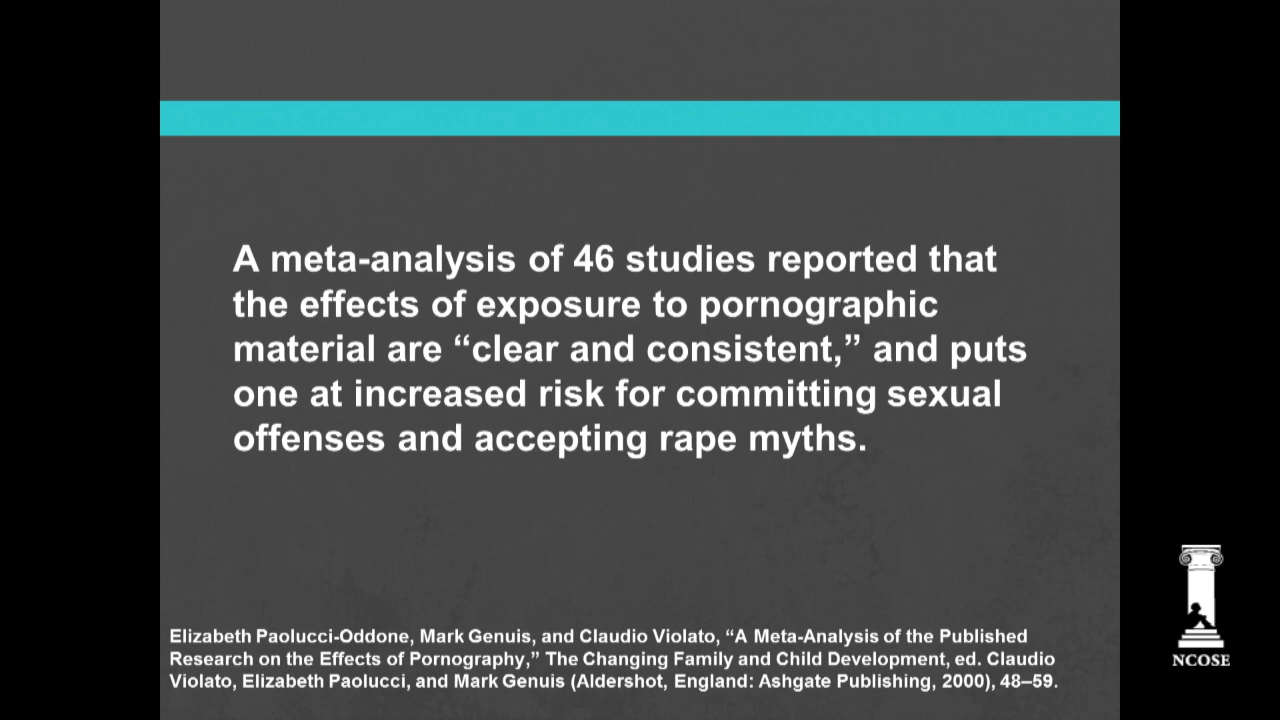 A meta-analysis of 46 studies reported that
the effects of exposure to pornographic
material are “clear and consistent,” and puts
one at increased risk for committing sexual
offenses and accepting rape myths.
Elizabeth Paolucci-Oddone, Mark Genuis, and Claudio Violato, “A Meta-Analysis of the Published
Research on the Effects of Pornography,” The Changing Family and Child Development, ed. Claudio
Violato, Elizabeth Paolucci, and Mark Genuis (Aldershot, England: Ashgate Publishing, 2000), 48–59.
NCOSE